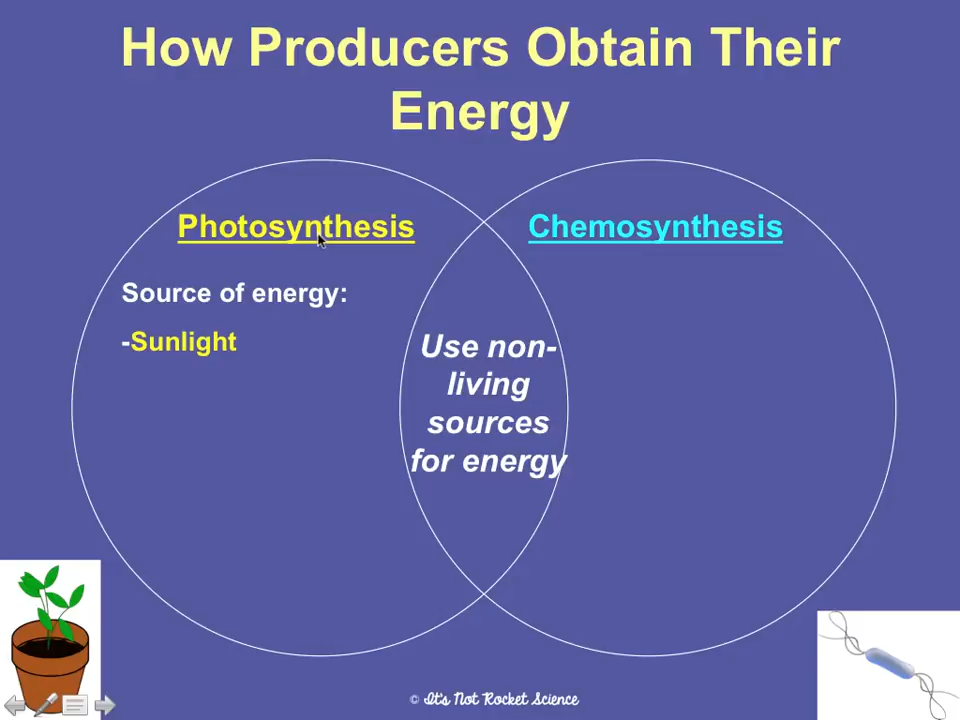 How Producers Obtain Their
Energy
Photosynthesis
Chemosynthesis
Source of energy:
-Sunlight
Use non-
living
sources
for energy
© It's Not Rocket Science